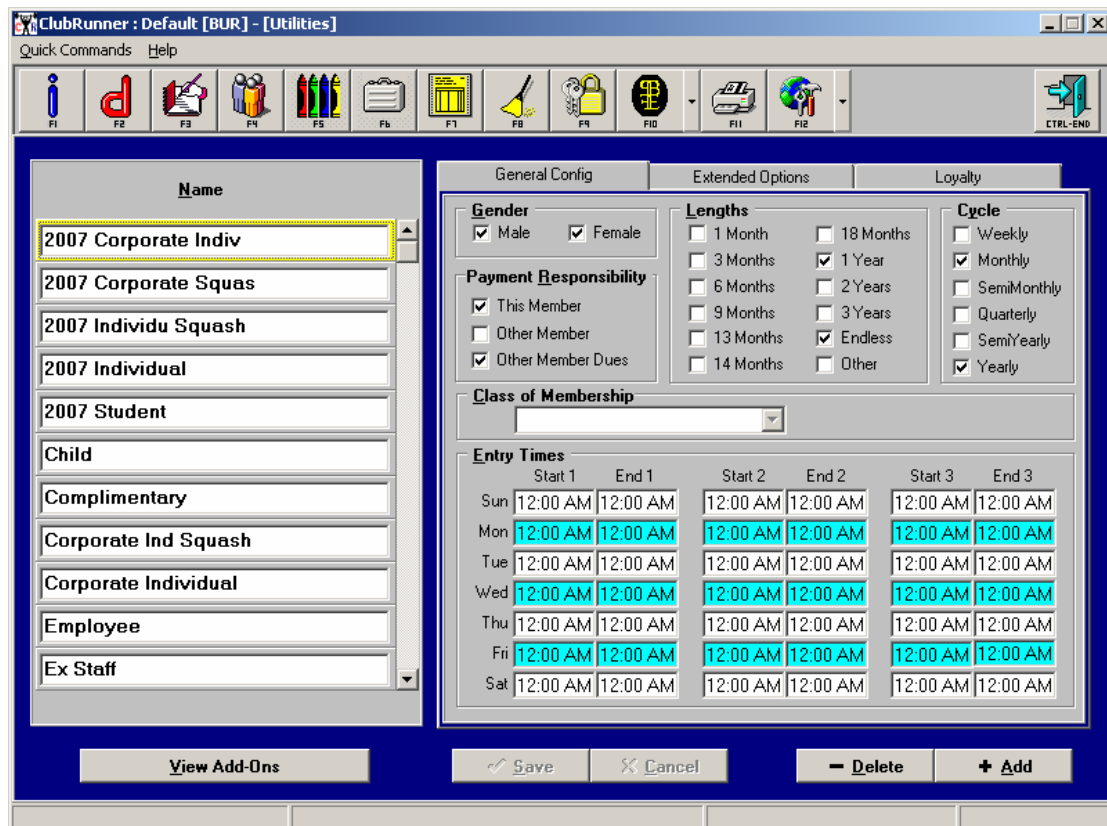 ClubRunner : Default [BUR] - [Utilities]
Quick Commands Help
F1 F2 F3 F4 F5 F6 F7 F8 F9 F10 F11 F12 CTRL-END
Name
2007 Corporate Indiv
2007 Corporate Squas
2007 Individu Squash
2007 Individual
2007 Student
Child
Complimentary
Corporate Ind Squash
Corporate Individual
Employee
Ex Staff
General Config Extended Options Loyalty
Gender
Male Female
Payment Responsibility
This Member
Other Member
Other Member Dues
Lengths
1 Month 18 Months
3 Months 1 Year
6 Months 2 Years
9 Months 3 Years
13 Months Endless
14 Months Other
Cycle
Weekly
Monthly
SemiMonthly
Quarterly
SemiYearly
Yearly
Class of Membership
Entry Times
Start 1 End 1 Start 2 End 2 Start 3 End 3
Sun 12:00 AM 12:00 AM 12:00 AM 12:00 AM 12:00 AM 12:00 AM
Mon 12:00 AM 12:00 AM 12:00 AM 12:00 AM 12:00 AM 12:00 AM
Tue 12:00 AM 12:00 AM 12:00 AM 12:00 AM 12:00 AM 12:00 AM
Wed 12:00 AM 12:00 AM 12:00 AM 12:00 AM 12:00 AM 12:00 AM
Thu 12:00 AM 12:00 AM 12:00 AM 12:00 AM 12:00 AM 12:00 AM
Fri 12:00 AM 12:00 AM 12:00 AM 12:00 AM 12:00 AM 12:00 AM
Sat 12:00 AM 12:00 AM 12:00 AM 12:00 AM 12:00 AM 12:00 AM
View Add-Ons Save Cancel Delete Add